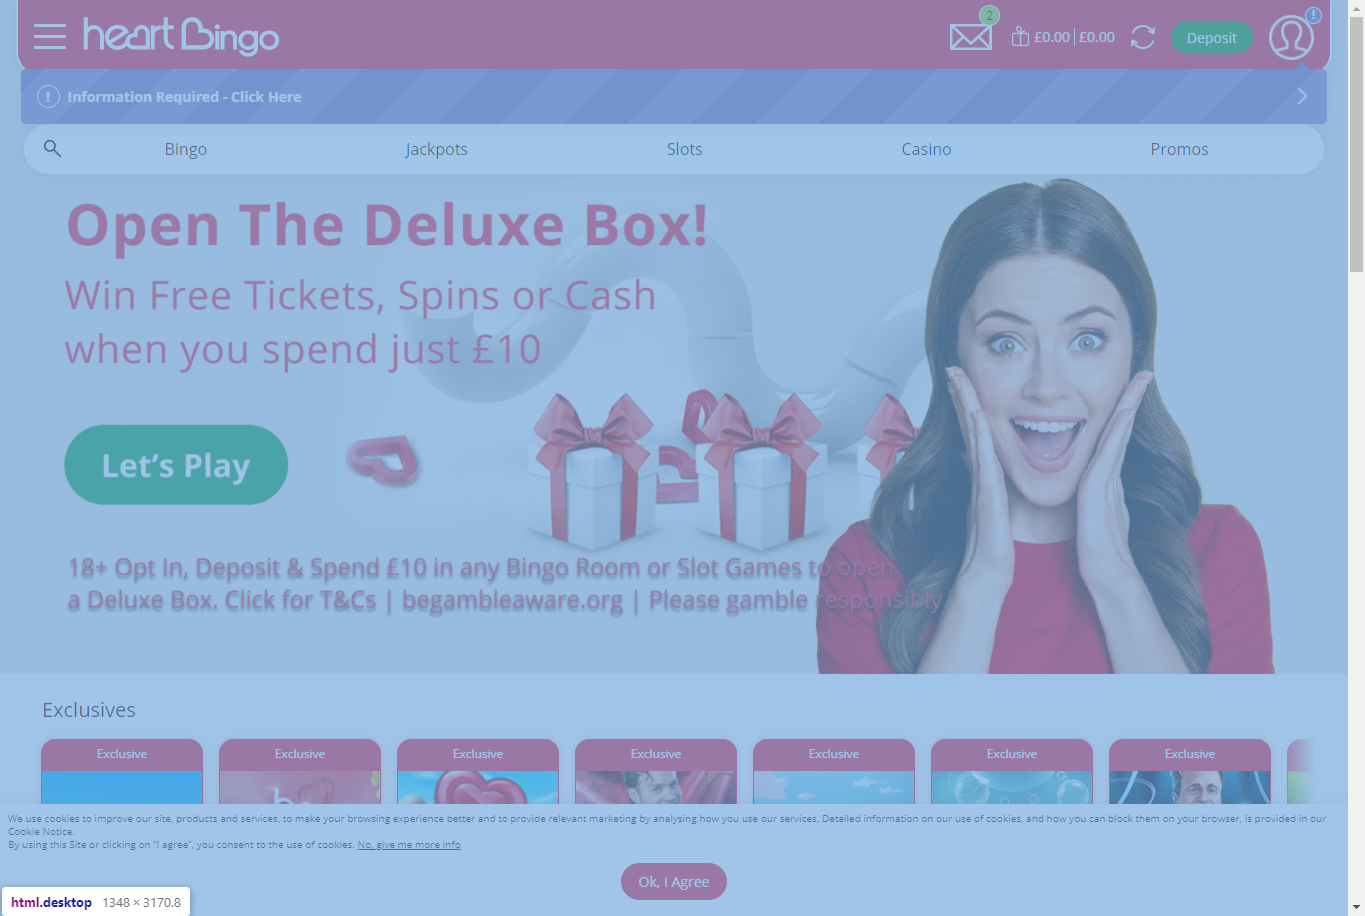 heart Bingo
2
£0.00 | £0.00
Deposit
!
! Information Required - Click Here
Bingo
Jackpots
Slots
Casino
Promos
Open The Deluxe Box!
Win Free Tickets, Spins or Cash
when you spend just £10
Let's Play
18+ Opt In, Deposit & Spend £10 in any Bingo Room or Slot Games to open
a Deluxe Box. Click for T&Cs | begambleaware.org | Please gamble responsibly
Exclusives
Exclusive
Exclusive
Exclusive
Exclusive
Exclusive
Exclusive
Exclusive
We use cookies to improve our site, products and services, to make your browsing experience better and to provide relevant marketing by analysing how you use our services. Detailed information on our use of cookies, and how you can block them on your browser, is provided in our
Cookie Notice.
By using this Site or clicking on "I agree", you consent to the use of cookies. No, give me more info
Ok, I Agree
html.desktop 1348 × 3170.8